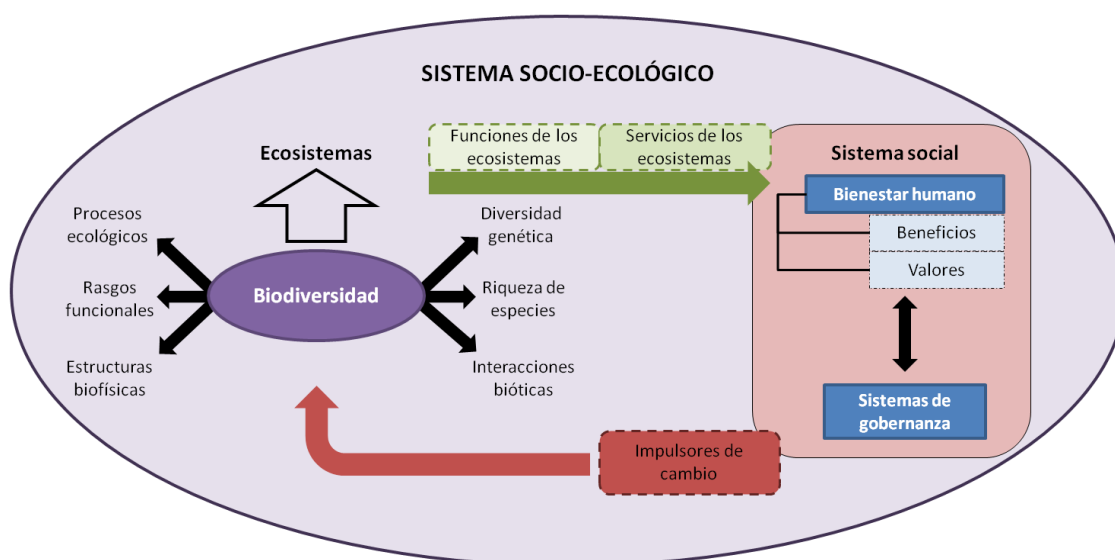 SISTEMA SOCIO-ECOLÓGICO
Ecosistemas
Funciones de los
ecosistemas
Servicios de los
ecosistemas
Sistema social
Bienestar humano
Beneficios
Valores
Sistemas de
gobernanza
Procesos
ecológicos
Rasgos
funcionales
Estructuras
biofísicas
Biodiversidad
Diversidad
genética
Riqueza de
especies
Interacciones
bióticas
Impulsores de
cambio